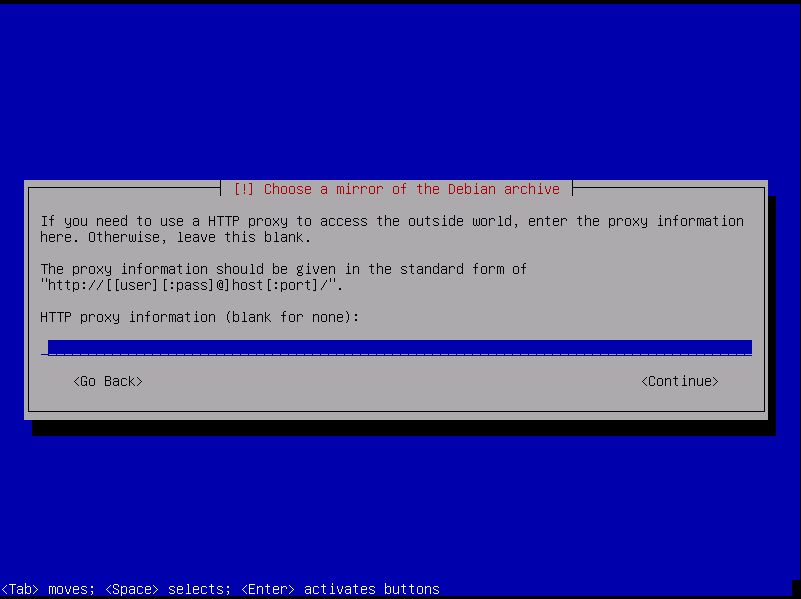 [!] Choose a mirror of the Debian archive
If you need to use a HTTP proxy to access the outside world, enter the proxy information
here. Otherwise, leave this blank.
The proxy information should be given in the standard form of
"http://[[user][:pass]@]host[:port]/".
HTTP proxy information (blank for none):
<Go Back> <Continue>
<Tab> moves; <Space> selects; <Enter> activates buttons